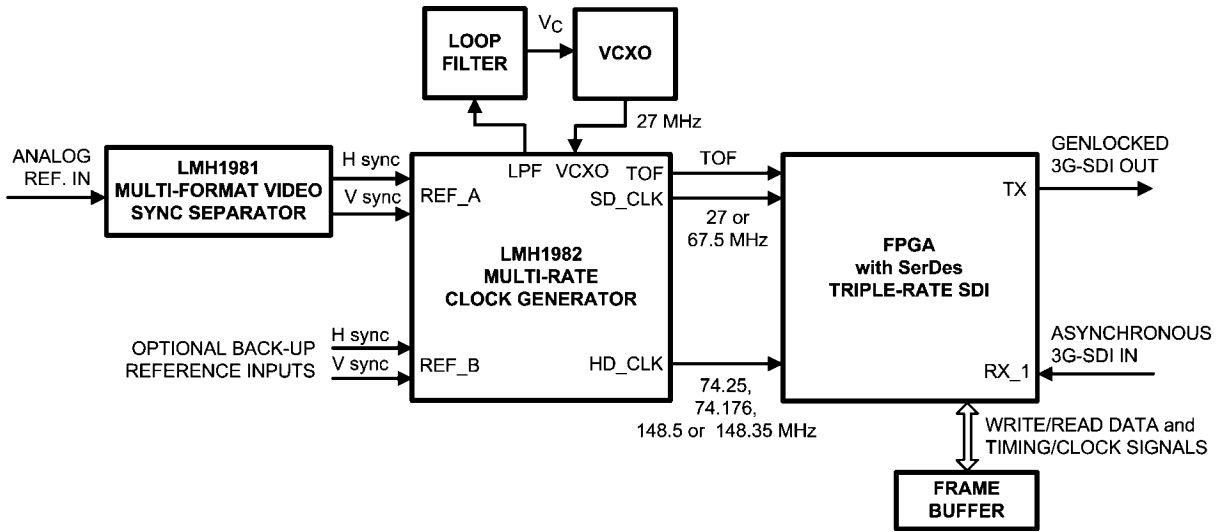 LOOP
FILTER
VC
VCXO
27 MHz
ANALOG
REF. IN
LMH1981
MULTI-FORMAT VIDEO
SYNC SEPARATOR
H sync
V sync
REF_A
LPF
VCXO
TOF
SD_CLK
LMH1982
MULTI-RATE
CLOCK GENERATOR
OPTIONAL BACK-UP
REFERENCE INPUTS
H sync
V sync
REF_B
HD_CLK
TOF
27 or
67.5 MHz
74.25,
74.176,
148.5 or 148.35 MHz
FPGA
with SerDes
TRIPLE-RATE SDI
TX
RX_1
GENLOCKED
3G-SDI OUT
ASYNCHRONOUS
3G-SDI IN
WRITE/READ DATA and
TIMING/CLOCK SIGNALS
FRAME
BUFFER